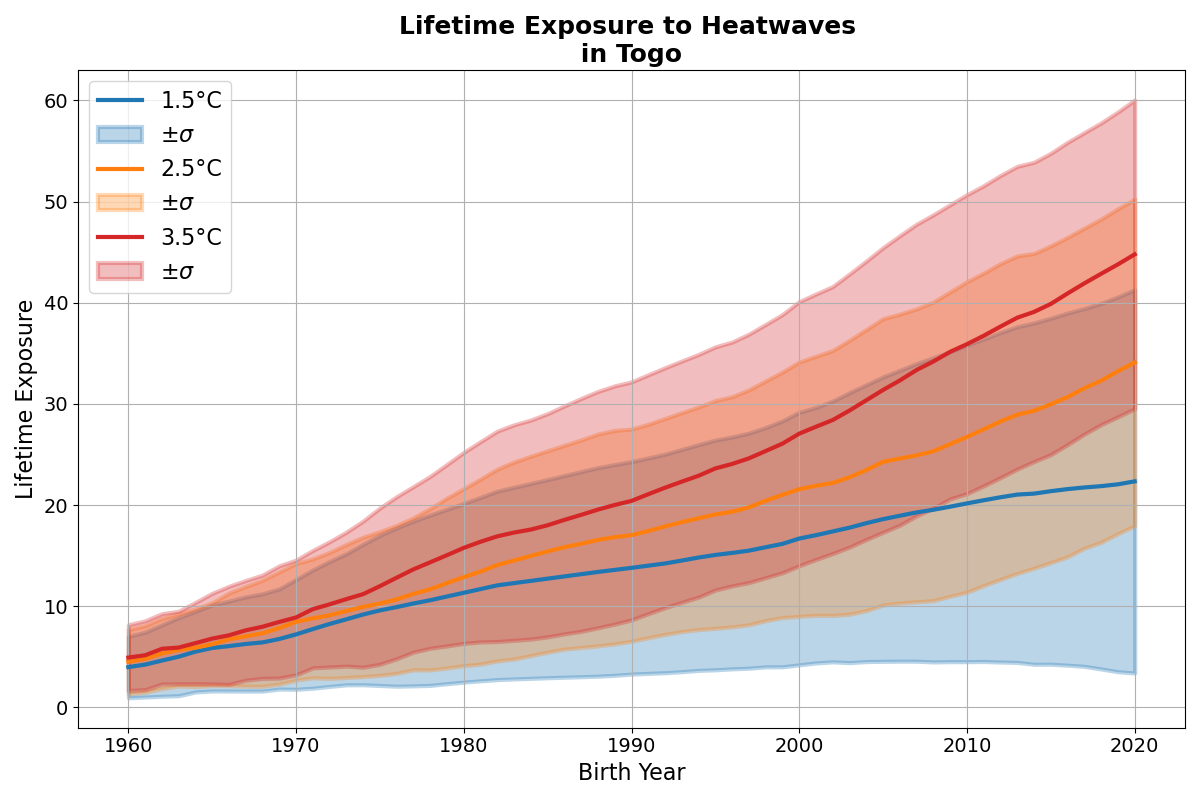 Lifetime Exposure to Heatwaves
in Togo
1.5°C
±σ
2.5°C
±σ
3.5°C
±σ
Lifetime Exposure
60
50
40
30
20
10
0
1960
1970
1980
1990
2000
2010
2020
Birth Year